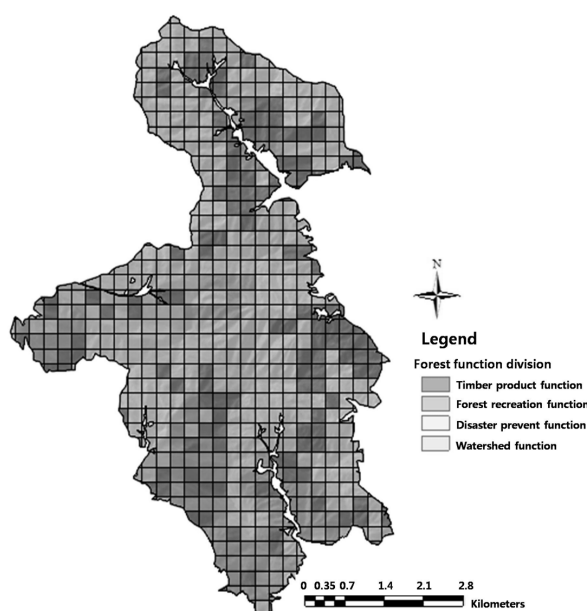 N
Legend
Forest function division
Timber product function
Forest recreation function
Disaster prevent function
Watershed function
0 0.35 0.7 1.4 2.1 2.8
Kilometers